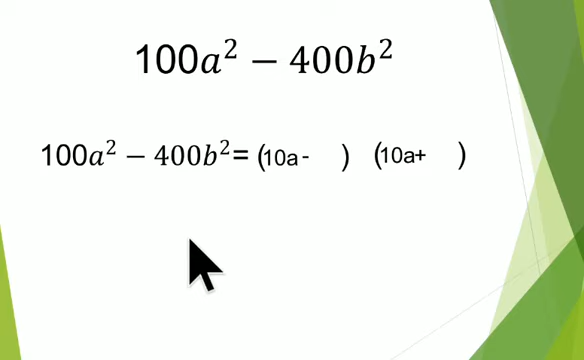 100a² − 400b²
100a² − 400b²= (10a -    )  (10a+    )